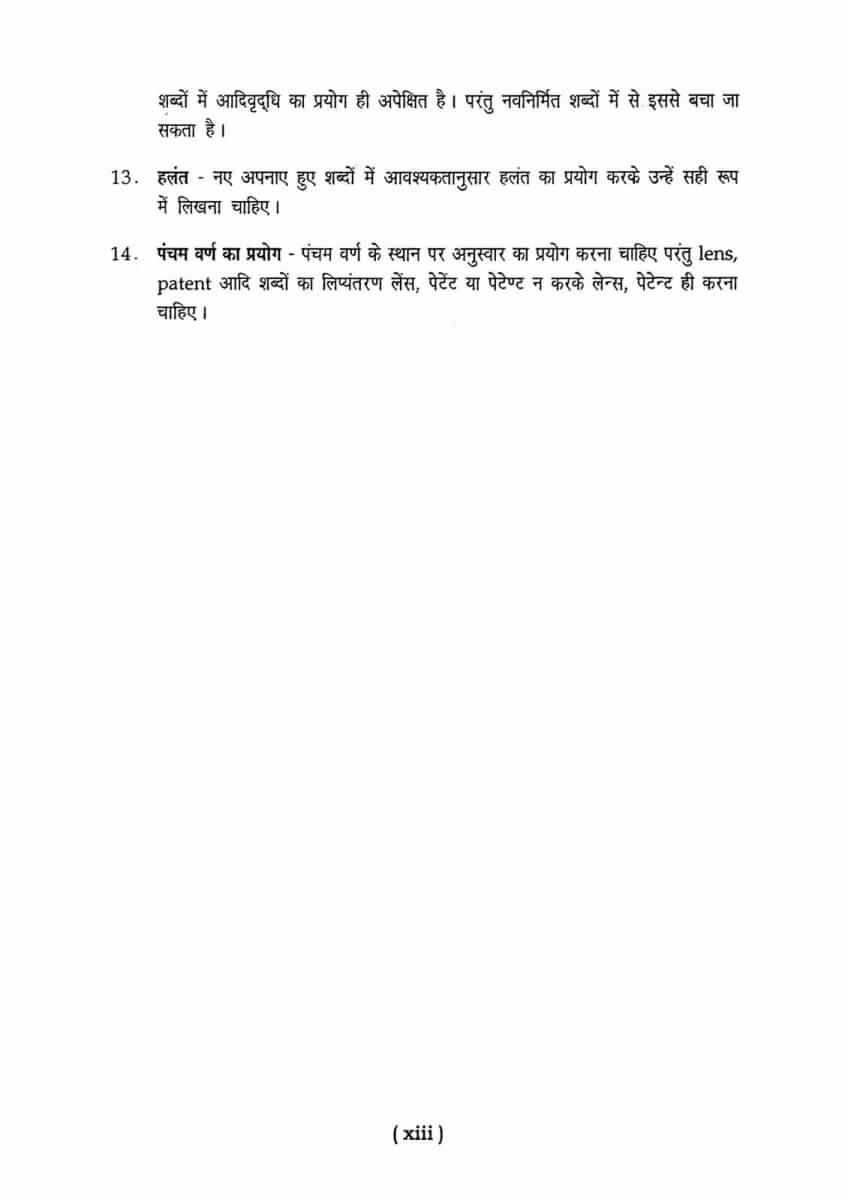 शब्दों में आदिवृद्धि का प्रयोग ही अपेक्षित है। परंतु नवनिर्मित शब्दों में से इससे बचा जा
सकता है।
13. हलंत - नए अपनाए हुए शब्दों में आवश्यकतानुसार हलंत का प्रयोग करके उन्हें सही रूप
में लिखना चाहिए।
14. पंचम वर्ण का प्रयोग - पंचम वर्ण के स्थान पर अनुस्वार का प्रयोग करना चाहिए परंतु lens,
patent आदि शब्दों का लिप्यंतरण लेंस, पेटेंट या पेटेण्ट न करके लेन्स, पेटेन्ट ही करना
चाहिए।
( xiii )